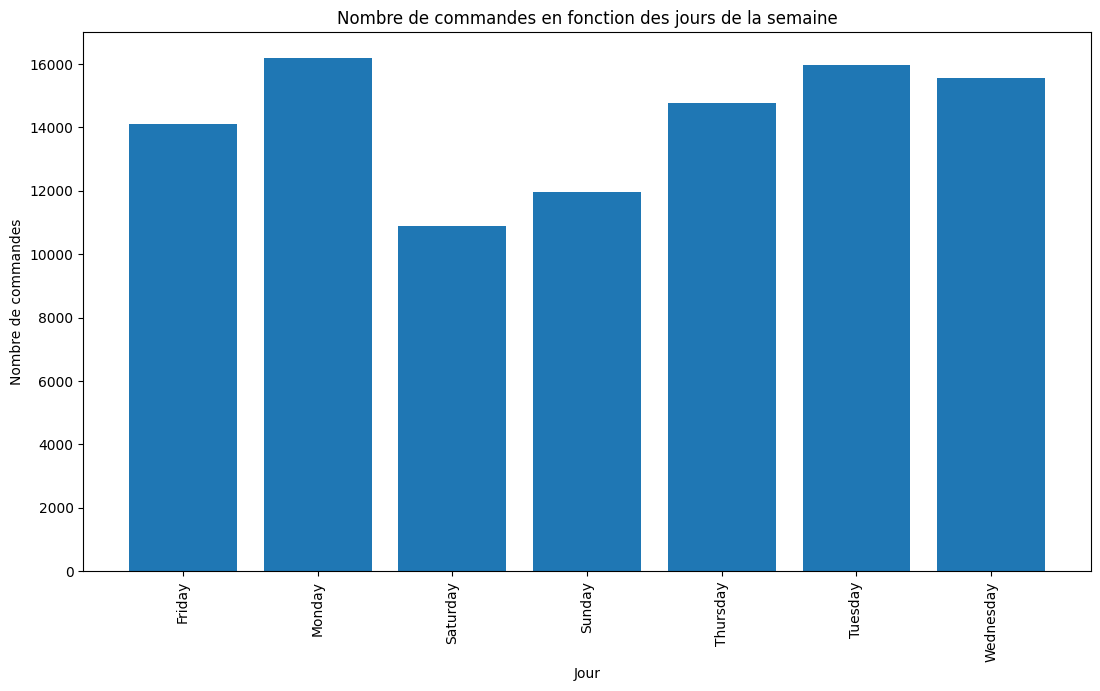 Nombre de commandes en fonction des jours de la semaine
Nombre de commandes
16000
14000
12000
10000
8000
6000
4000
2000
0
Friday
Monday
Saturday
Sunday
Thursday
Tuesday
Wednesday
Jour